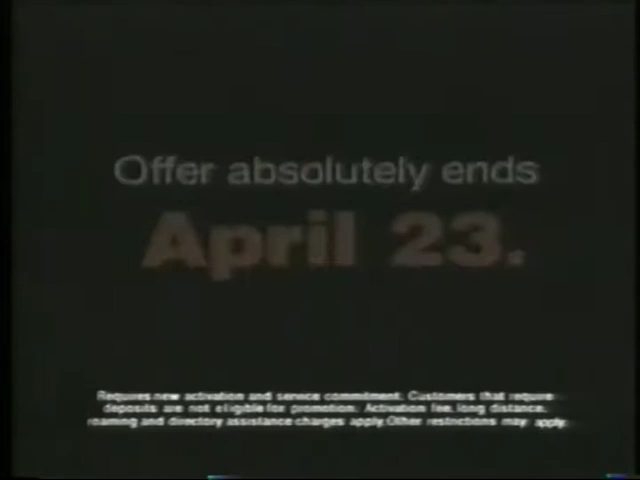 Offer absolutely ends
April 23.
Requires new activation and service commitment. Customers that require
deposits are not eligible for promotion. Activation fee, long distance,
roaming and directory assistance charges apply. Other restrictions may apply.